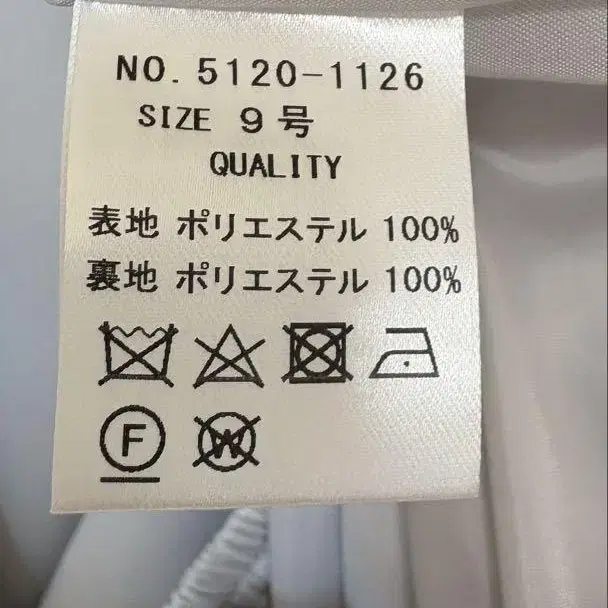 NO. 5120-1126
SIZE 9号
QUALITY
表地 ポリエステル 100%
裏地 ポリエステル 100%
F W